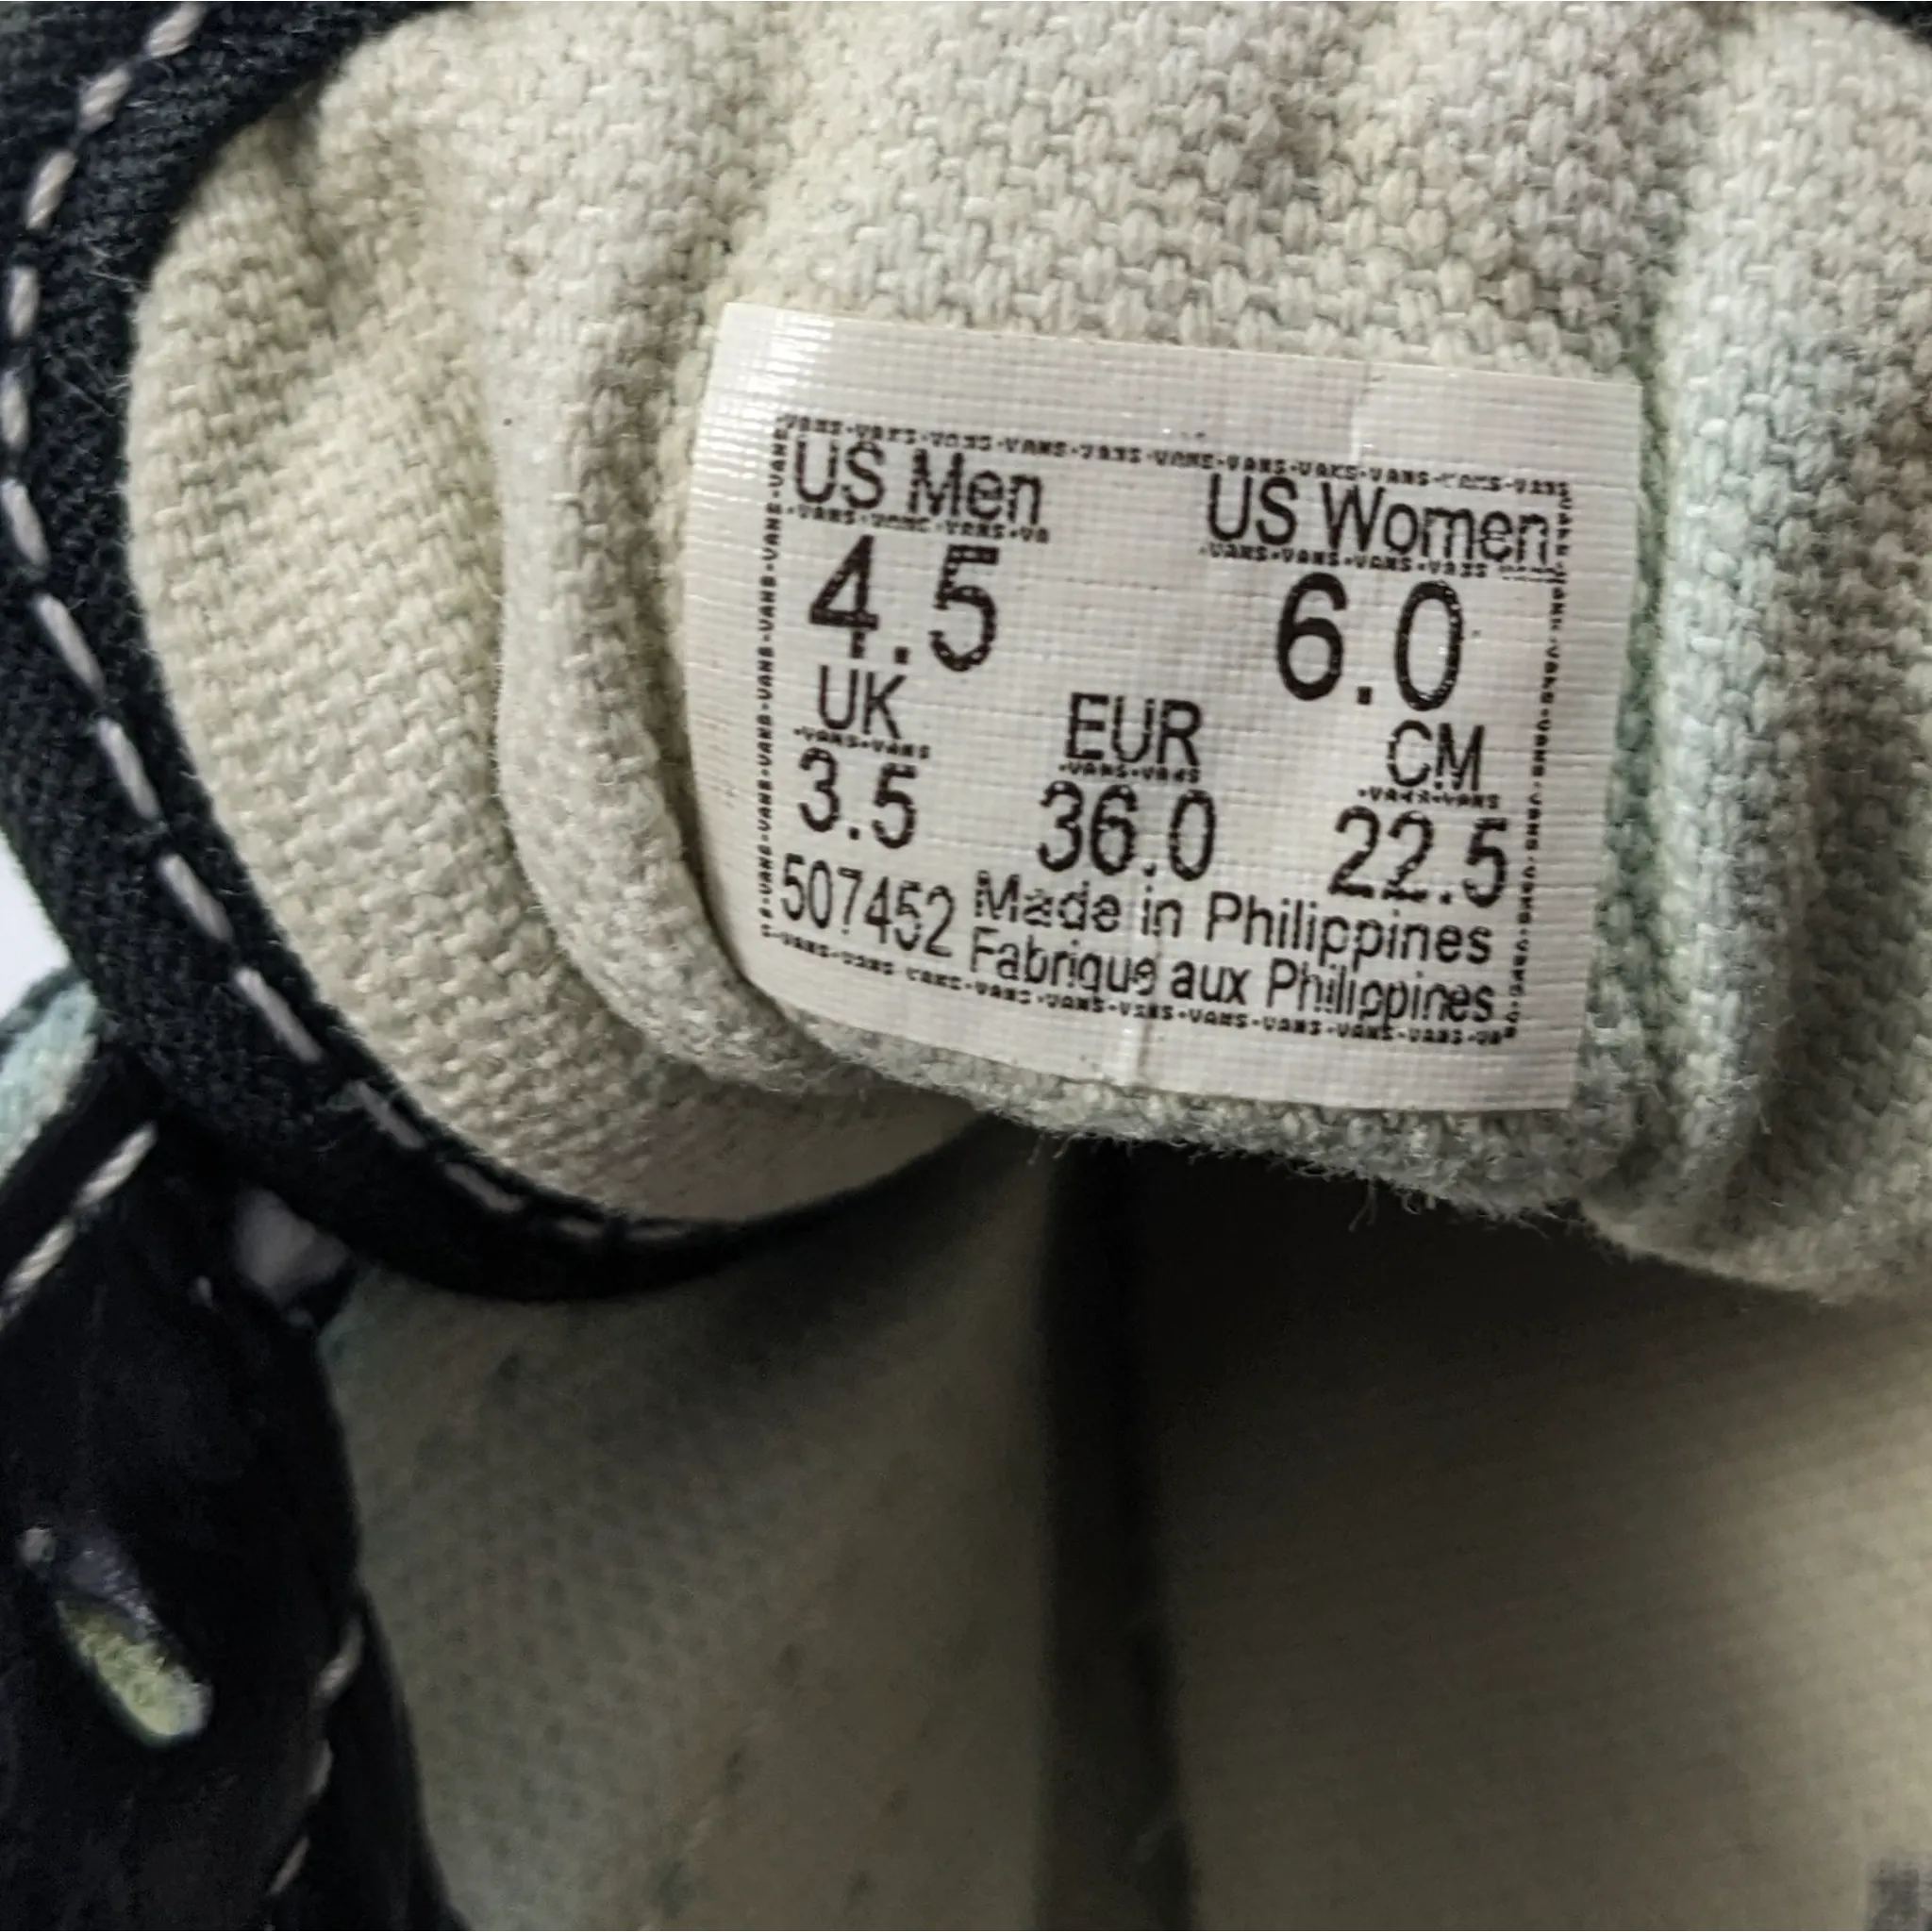 US Men US Women
4.5 6.0
UK EUR CM
3.5 36.0 22.5
507452 Made in Philippines
Fabrique aux Philippines